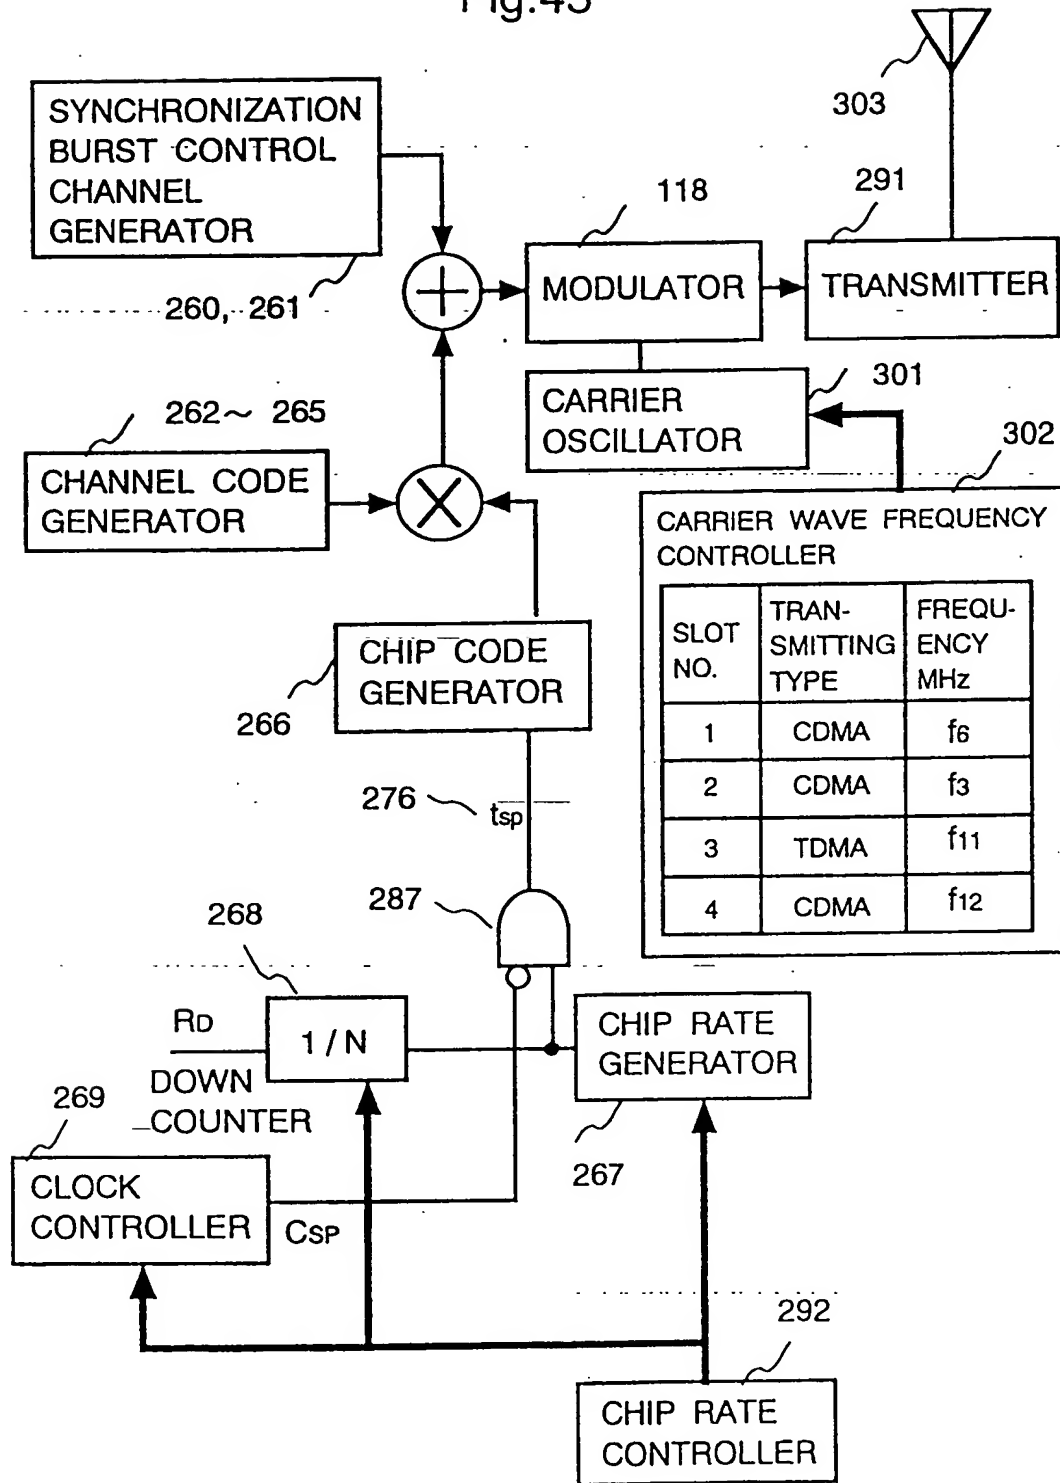 Fig.43
303
SYNCHRONIZATION
BURST CONTROL
CHANNEL
GENERATOR
260, 261
118
291
MODULATOR
TRANSMITTER
301
CARRIER
OSCILLATOR
262~ 265
CHANNEL CODE
GENERATOR
302
CARRIER WAVE FREQUENCY
CONTROLLER
SLOT NO. TRAN-SMITTING TYPE FREQU-ENCY MHz
1 CDMA f6
2 CDMA f3
3 TDMA f11
4 CDMA f12
CHIP CODE
GENERATOR
266
276
tSP
287
268
RD
1/N
DOWN
COUNTER
CHIP RATE
GENERATOR
267
269
CLOCK
CONTROLLER
CSP
292
CHIP RATE
CONTROLLER